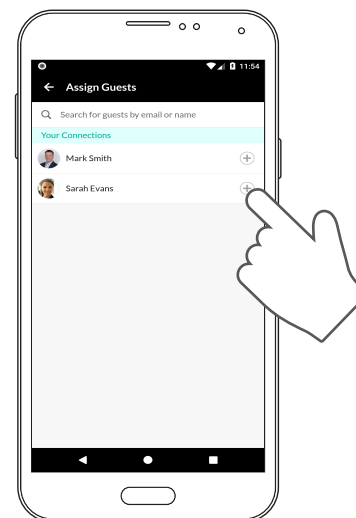 11:54
Assign Guests
Search for guests by email or name
Your Connections
Mark Smith
Sarah Evans